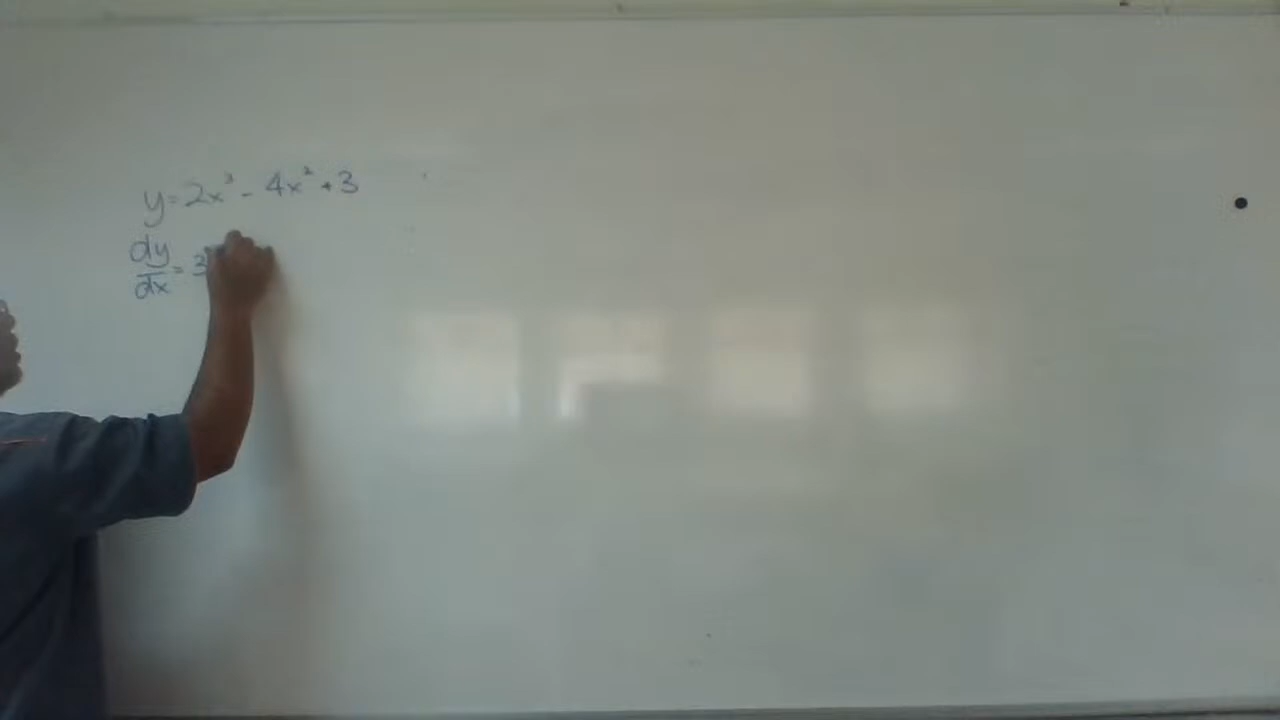 y = 2x³ - 4x² + 3
dy/dx = 3